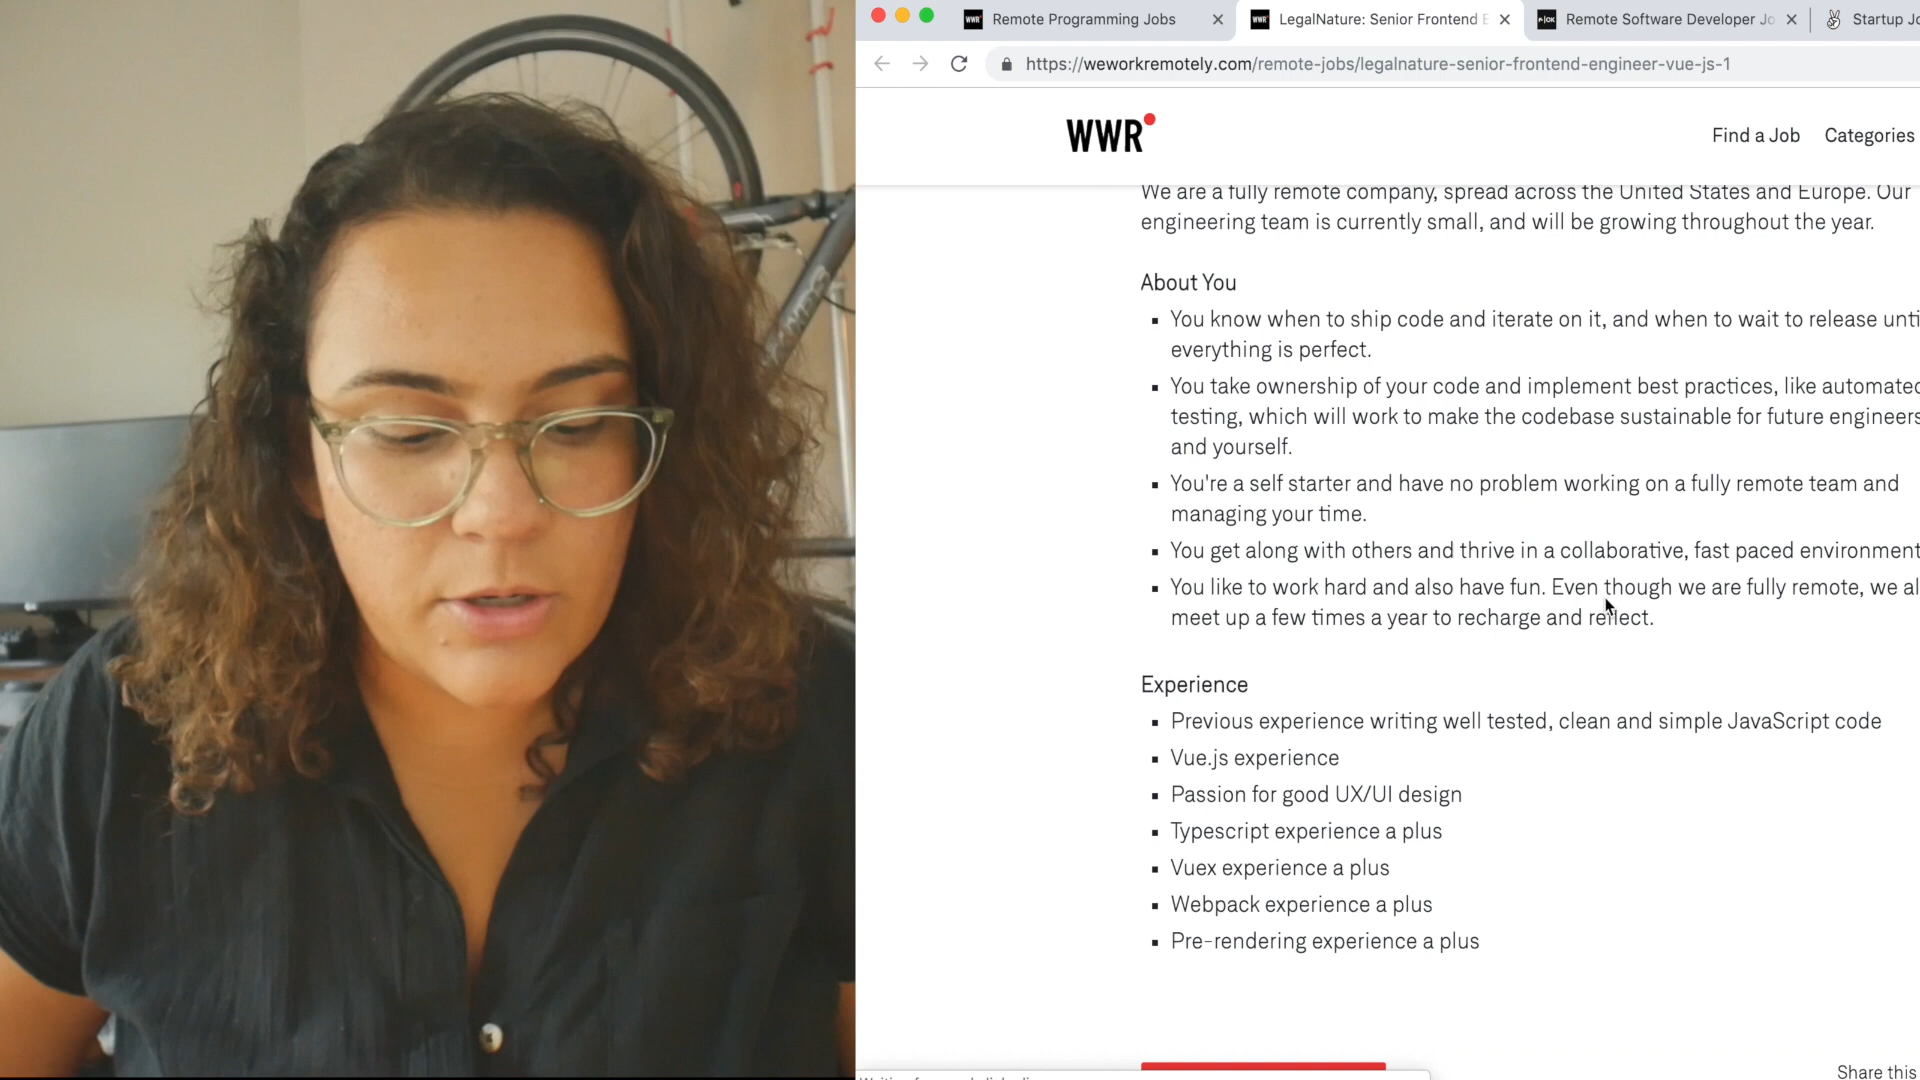 Remote Programming Jobs
LegalNature: Senior Frontend E
Remote Software Developer Jo
Startup Jo
https://weworkremotely.com/remote-jobs/legalnature-senior-frontend-engineer-vue-js-1
WWR
Find a Job
Categories
We are a fully remote company, spread across the United States and Europe. Our
engineering team is currently small, and will be growing throughout the year.
About You
You know when to ship code and iterate on it, and when to wait to release unti
everything is perfect.
You take ownership of your code and implement best practices, like automated
testing, which will work to make the codebase sustainable for future engineers
and yourself.
You're a self starter and have no problem working on a fully remote team and
managing your time.
You get along with others and thrive in a collaborative, fast paced environment
You like to work hard and also have fun. Even though we are fully remote, we al
meet up a few times a year to recharge and reflect.
Experience
Previous experience writing well tested, clean and simple JavaScript code
Vue.js experience
Passion for good UX/UI design
Typescript experience a plus
Vuex experience a plus
Webpack experience a plus
Pre-rendering experience a plus
Share this